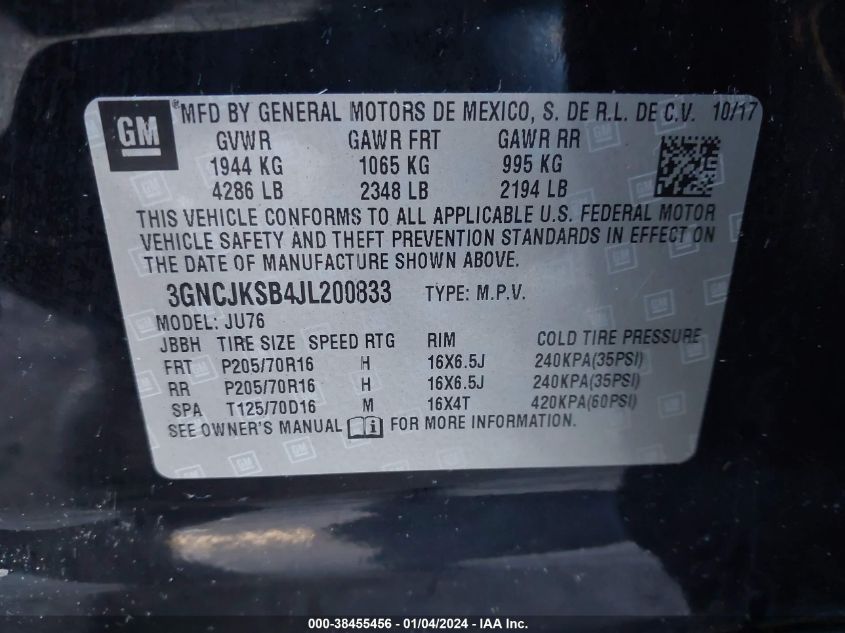 GM ® MFD BY GENERAL MOTORS DE MEXICO, S. DE R.L. DE C.V. 10/17
GVWR GAWR FRT GAWR RR
1944 KG 1065 KG 995 KG
4286 LB 2348 LB 2194 LB
THIS VEHICLE CONFORMS TO ALL APPLICABLE U.S. FEDERAL MOTOR
VEHICLE SAFETY AND THEFT PREVENTION STANDARDS IN EFFECT ON
THE DATE OF MANUFACTURE SHOWN ABOVE.
3GNCJKSB4JL200833 TYPE: M.P.V.
MODEL: JU76
JBBH TIRE SIZE SPEED RTG RIM COLD TIRE PRESSURE
FRT P205/70R16 H 16X6.5J 240KPA(35PSI)
RR P205/70R16 H 16X6.5J 240KPA(35PSI)
SPA T125/70D16 M 16X4T 420KPA(60PSI)
SEE OWNER'S MANUAL i FOR MORE INFORMATION.
000-38455456 - 01/04/2024 - IAA Inc.